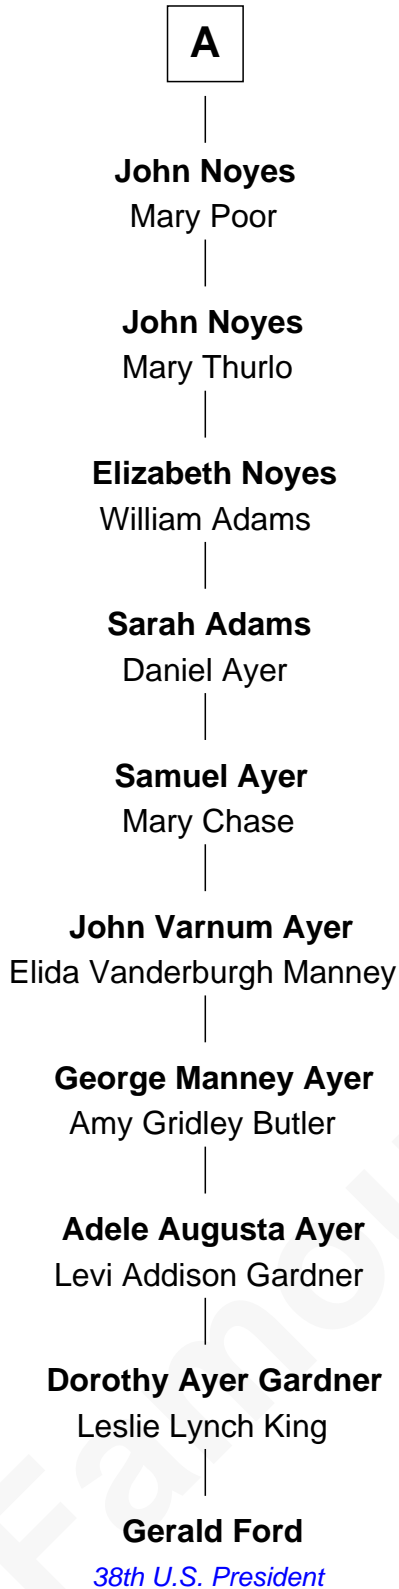 A
John Noyes
Mary Poor
John Noyes
Mary Thurlo
Elizabeth Noyes
William Adams
Sarah Adams
Daniel Ayer
Samuel Ayer
Mary Chase
John Varnum Ayer
Elida Vanderburgh Manney
George Manney Ayer
Amy Gridley Butler
Adele Augusta Ayer
Levi Addison Gardner
Dorothy Ayer Gardner
Leslie Lynch King
Gerald Ford
38th U.S. President